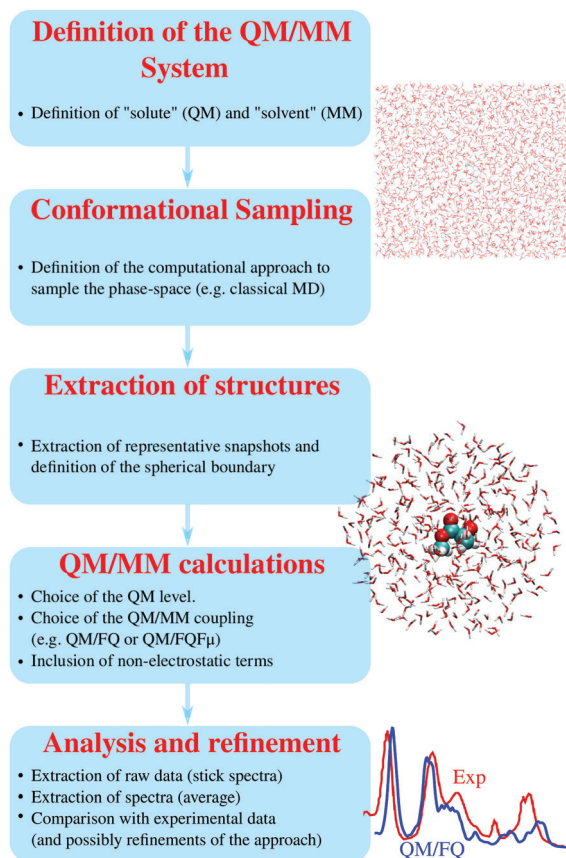 Definition of the QM/MM
System
• Definition of "solute" (QM) and "solvent" (MM)
Conformational Sampling
• Definition of the computational approach to
sample the phase-space (e.g. classical MD)
Extraction of structures
• Extraction of representative snapshots and
definition of the spherical boundary
QM/MM calculations
• Choice of the QM level.
• Choice of the QM/MM coupling
(e.g. QM/FQ or QM/FQFμ)
• Inclusion of non-electrostatic terms
Analysis and refinement
• Extraction of raw data (stick spectra)
• Extraction of spectra (average)
• Comparison with experimental data
(and possibly refinements of the approach)
Exp
QM/FQ